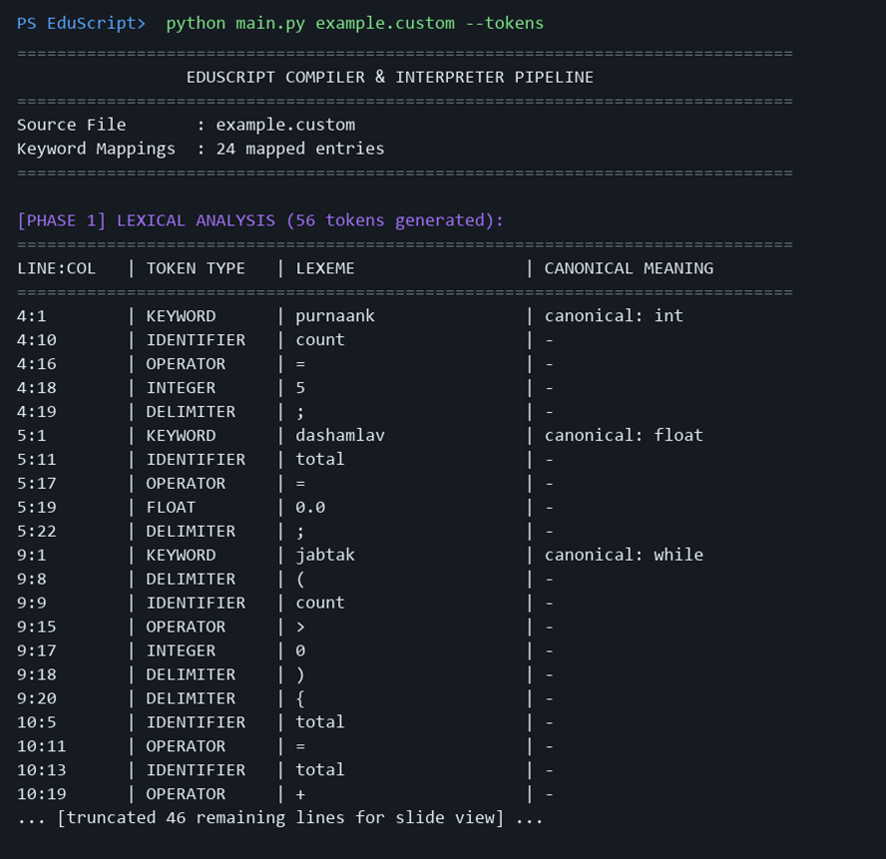 PS EduScript> python main.py example.custom --tokens
==============================================================================
EDUSCRIPT COMPILER & INTERPRETER PIPELINE
==============================================================================
Source File       : example.custom
Keyword Mappings  : 24 mapped entries
==============================================================================
[PHASE 1] LEXICAL ANALYSIS (56 tokens generated):
==============================================================================
LINE:COL   | TOKEN TYPE   | LEXEME                 | CANONICAL MEANING
==============================================================================
4:1        | KEYWORD      | purnaank               | canonical: int
4:10       | IDENTIFIER   | count                  | -
4:16       | OPERATOR     | =                      | -
4:18       | INTEGER      | 5                      | -
4:19       | DELIMITER    | ;                      | -
5:1        | KEYWORD      | dashamlav              | canonical: float
5:11       | IDENTIFIER   | total                  | -
5:17       | OPERATOR     | =                      | -
5:19       | FLOAT        | 0.0                    | -
5:22       | DELIMITER    | ;                      | -
9:1        | KEYWORD      | jabtak                 | canonical: while
9:8        | DELIMITER    | (                      | -
9:9        | IDENTIFIER   | count                  | -
9:15       | OPERATOR     | >                      | -
9:17       | INTEGER      | 0                      | -
9:18       | DELIMITER    | )                      | -
9:20       | DELIMITER    | {                      | -
10:5       | IDENTIFIER   | total                  | -
10:11      | OPERATOR     | =                      | -
10:13      | IDENTIFIER   | total                  | -
10:19      | OPERATOR     | +                      | -
... [truncated 46 remaining lines for slide view] ...